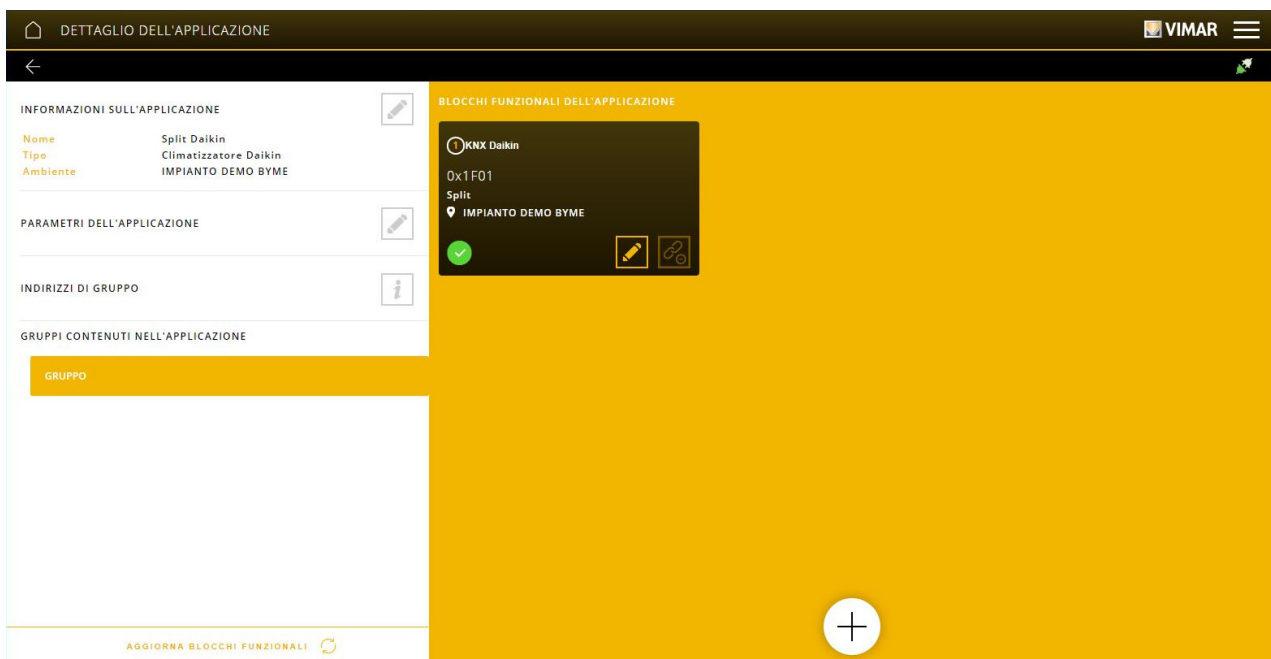 DETTAGLIO DELL'APPLICAZIONE
VIMAR
INFORMAZIONI SULL'APPLICAZIONE
Nome Split Daikin
Tipo Climatizzatore Daikin
Ambiente IMPIANTO DEMO BYME
PARAMETRI DELL'APPLICAZIONE
INDIRIZZI DI GRUPPO
i
GRUPPI CONTENUTI NELL'APPLICAZIONE
GRUPPO
AGGIORNA BLOCCHI FUNZIONALI
BLOCCHI FUNZIONALI DELL'APPLICAZIONE
1 KNX Daikin
0x1F01
Split
IMPIANTO DEMO BYME